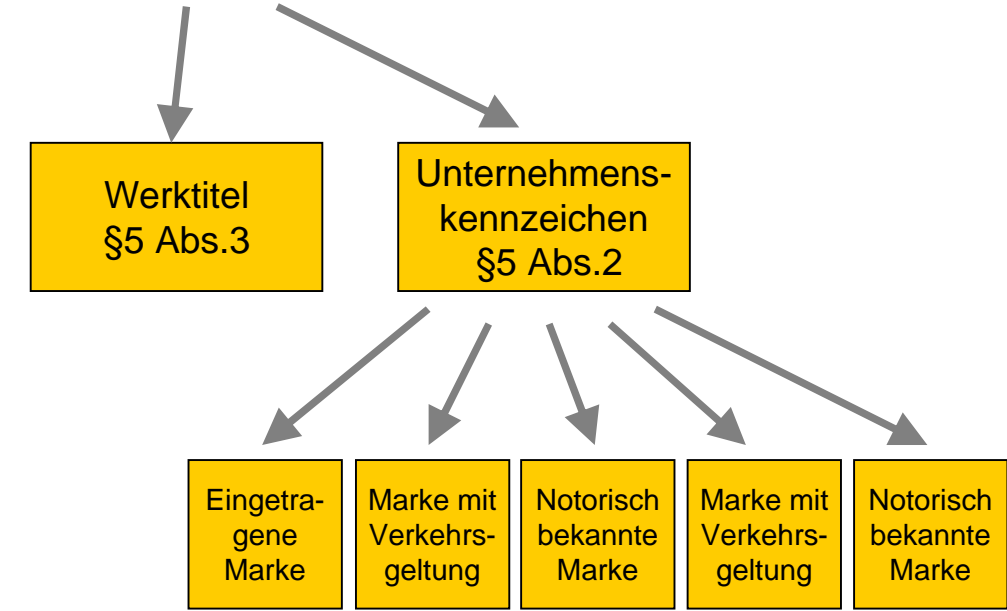 Werktitel
§5 Abs.3
Unternehmens-
kennzeichen
§5 Abs.2
Eingetra-
gene
Marke
Marke mit
Verkehrs-
geltung
Notorisch
bekannte
Marke
Marke mit
Verkehrs-
geltung
Notorisch
bekannte
Marke